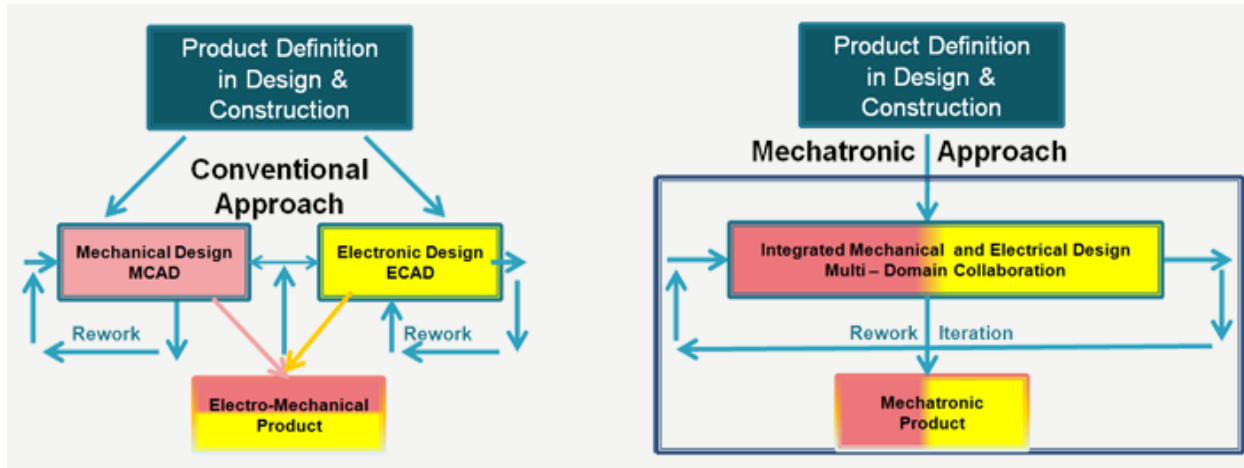 Product Definition
in Design &
Construction
Conventional
Approach
Mechanical Design
MCAD
Electronic Design
ECAD
Rework
Rework
Electro-Mechanical
Product
Product Definition
in Design &
Construction
Mechatronic Approach
Integrated Mechanical and Electrical Design
Multi – Domain Collaboration
Rework Iteration
Mechatronic
Product